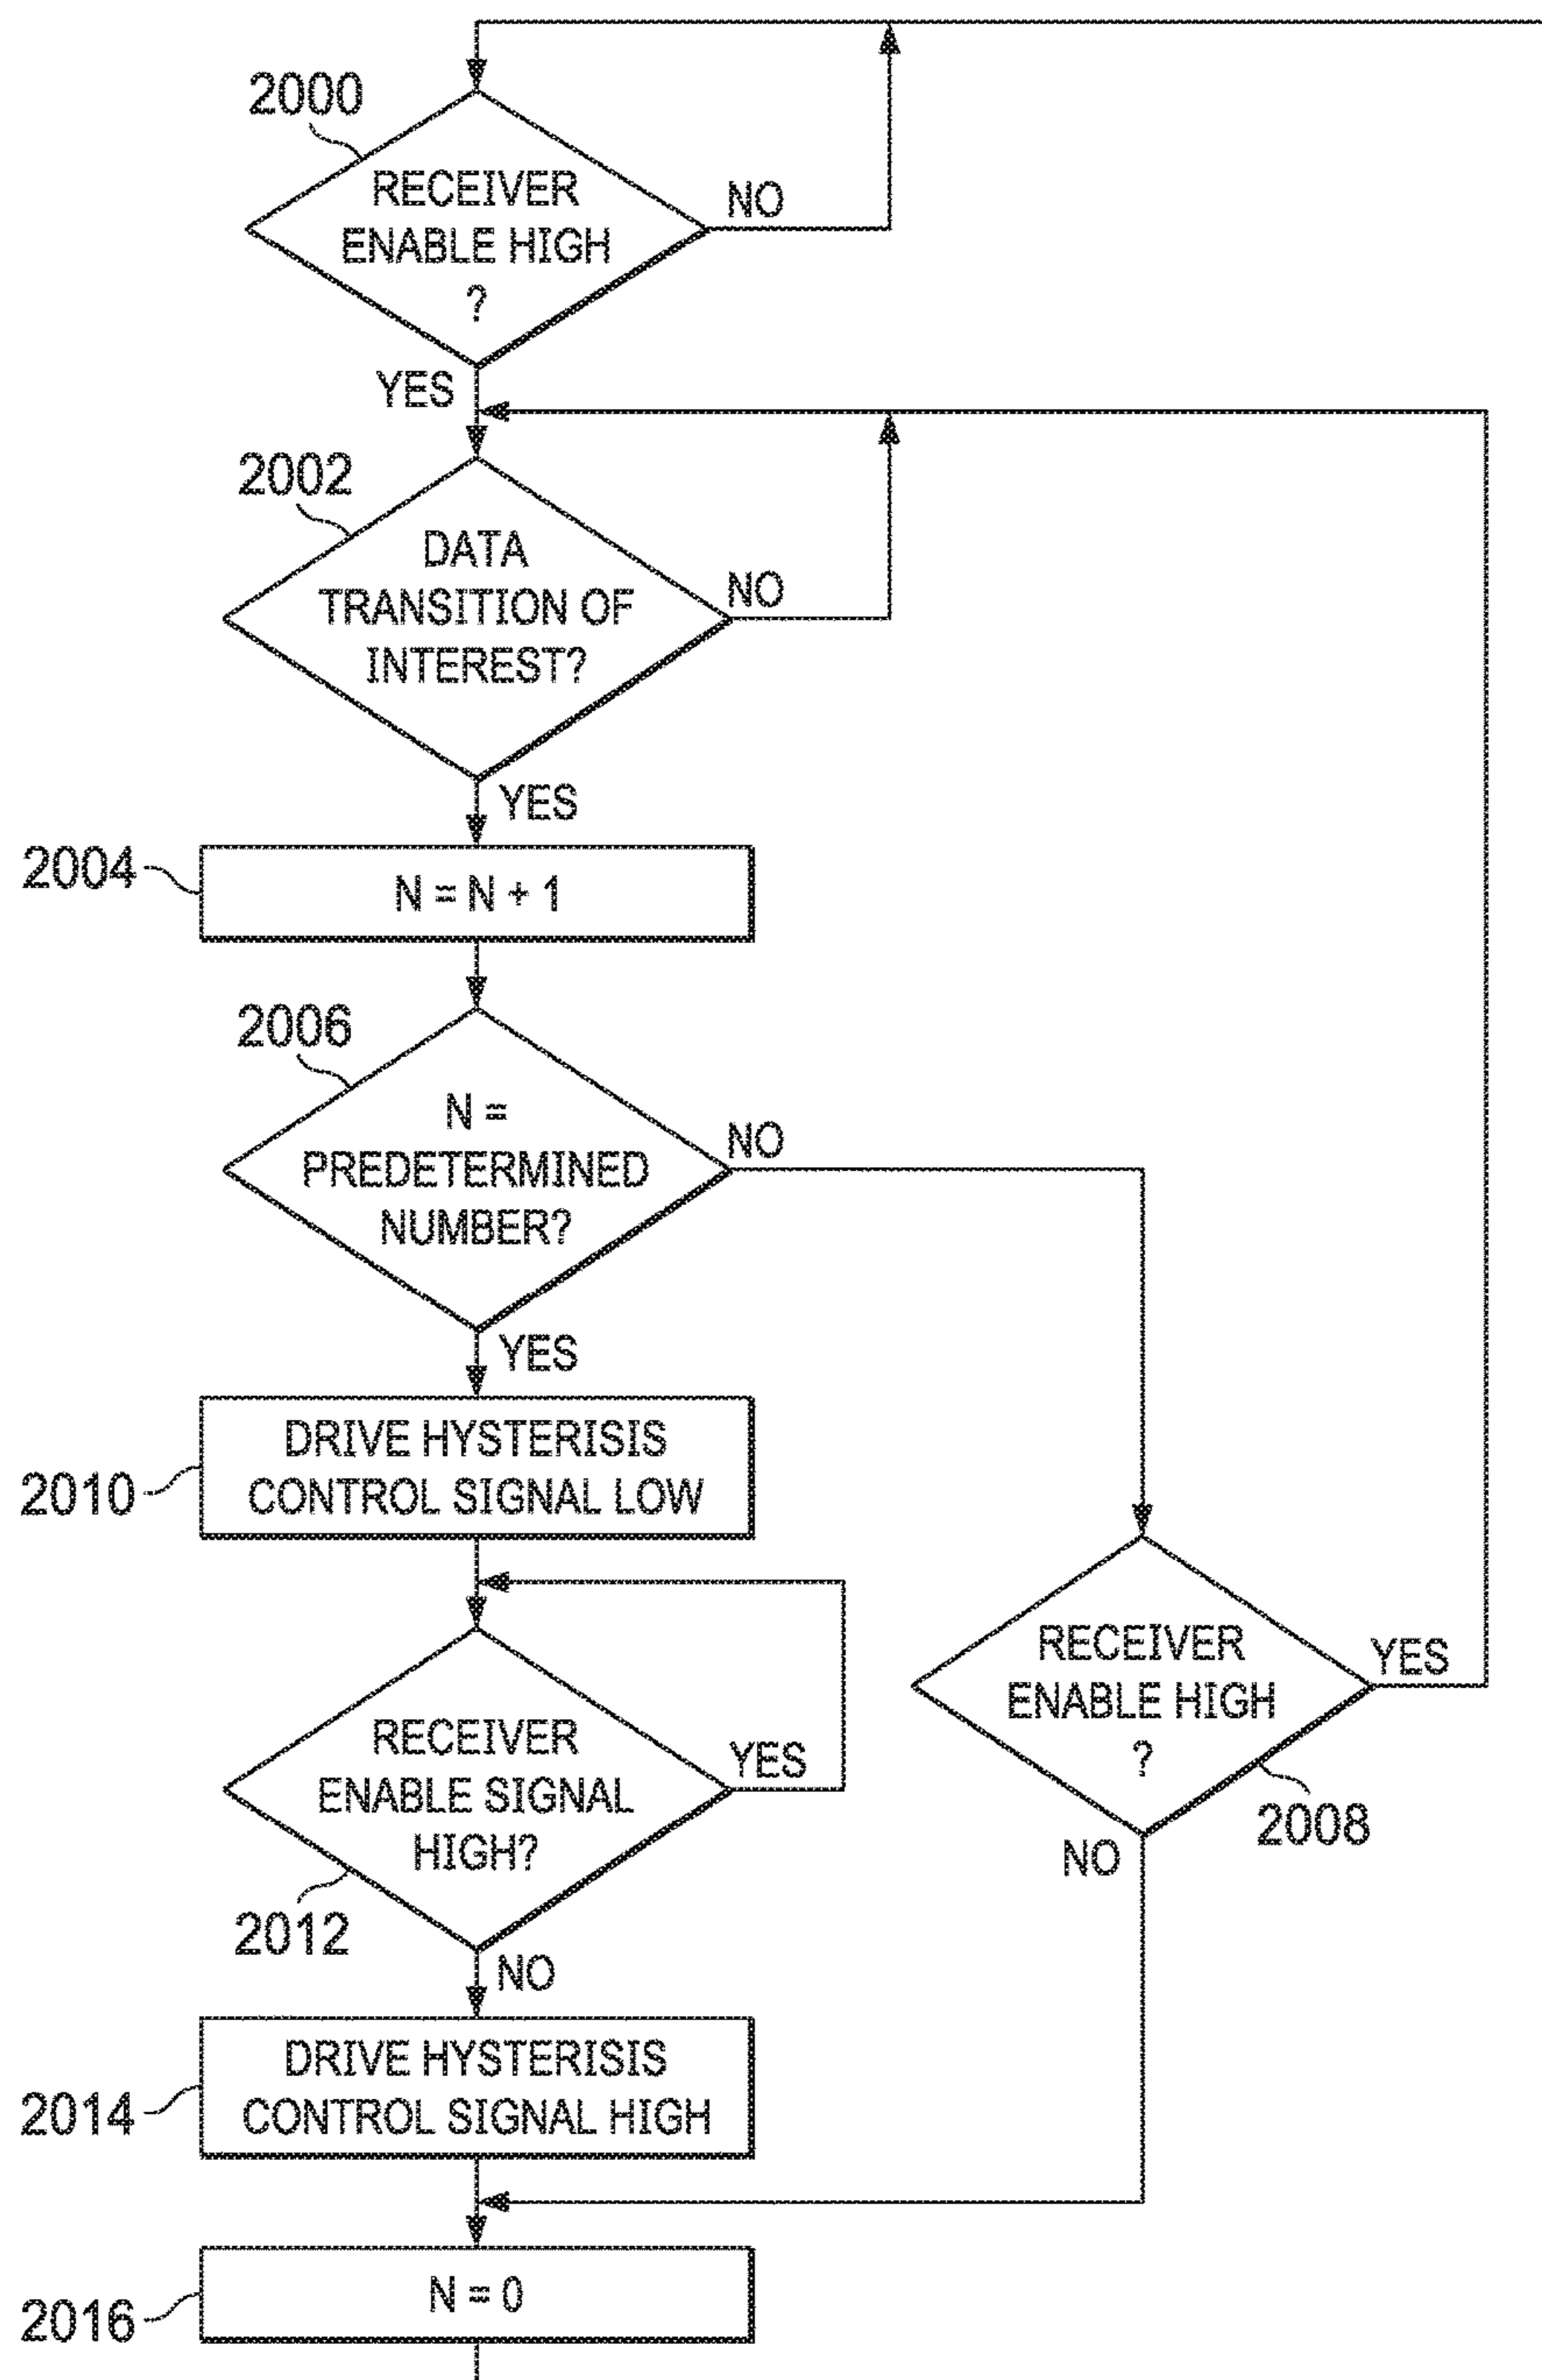 2000
RECEIVER
ENABLE HIGH
?
NO
YES
2002
DATA
TRANSITION OF
INTEREST?
NO
YES
2004
N = N + 1
2006
N =
PREDETERMINED
NUMBER?
NO
YES
2010
DRIVE HYSTERISIS
CONTROL SIGNAL LOW
RECEIVER
ENABLE HIGH
?
YES
2008
NO
RECEIVER
ENABLE SIGNAL
HIGH?
YES
2012
NO
2014
DRIVE HYSTERISIS
CONTROL SIGNAL HIGH
2016
N = 0